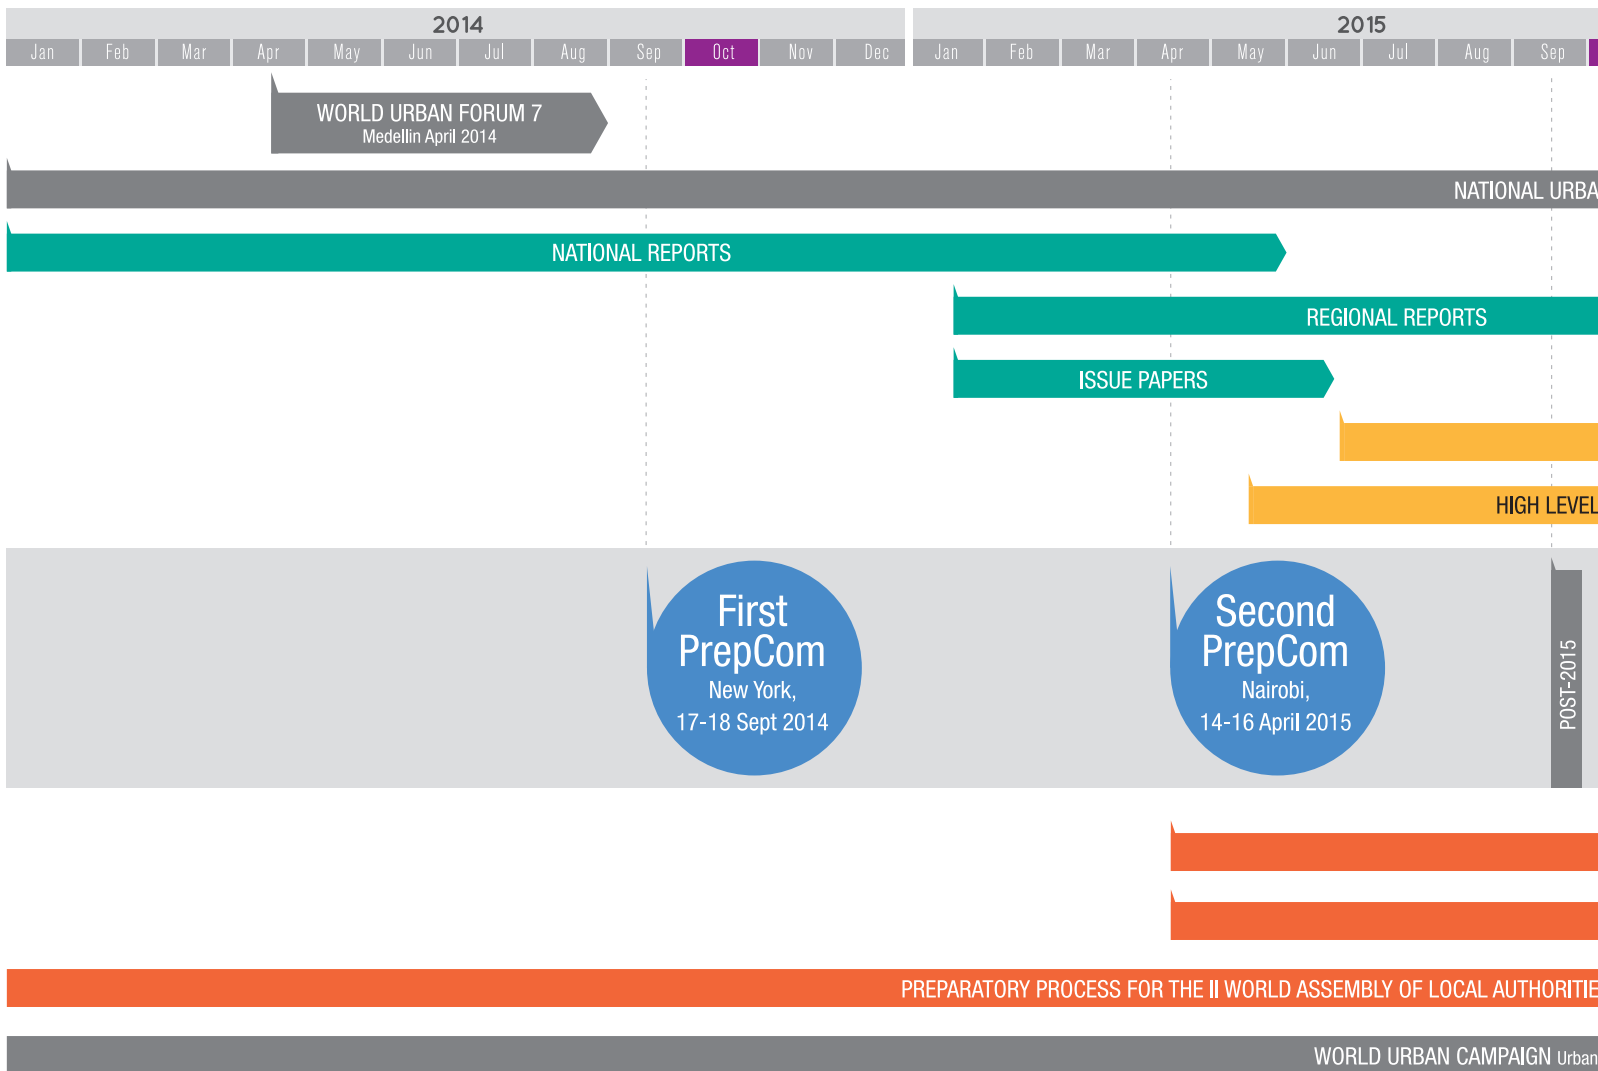 2014
2015
Jan Feb Mar Apr May Jun Jul Aug Sep Oct Nov Dec
Jan Feb Mar Apr May Jun Jul Aug Sep
WORLD URBAN FORUM 7
Medellin April 2014
NATIONAL URBA
NATIONAL REPORTS
REGIONAL REPORTS
ISSUE PAPERS
HIGH LEVEL
First
PrepCom
New York,
17-18 Sept 2014
Second
PrepCom
Nairobi,
14-16 April 2015
POST-2015
PREPARATORY PROCESS FOR THE II WORLD ASSEMBLY OF LOCAL AUTHORITIE
WORLD URBAN CAMPAIGN Urban